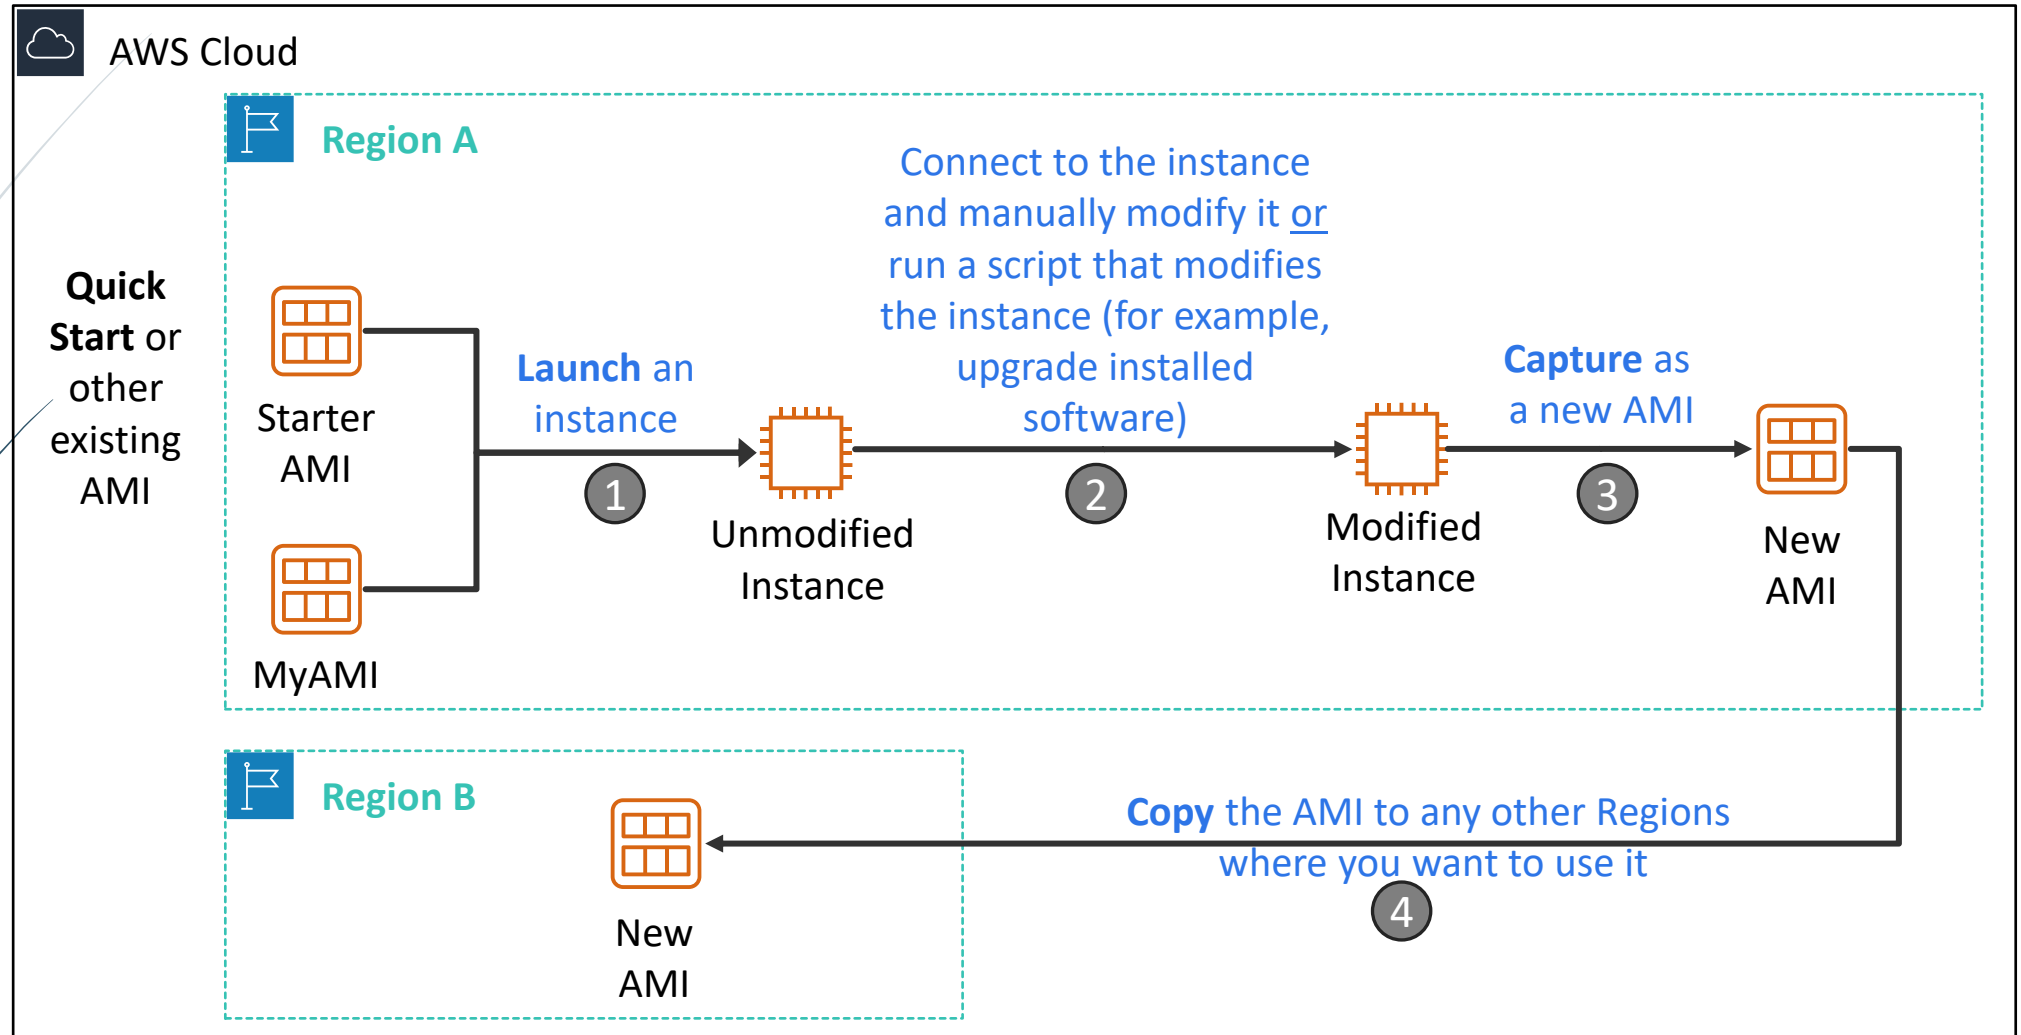 AWS Cloud
Region A
Quick
Start or
other
existing
AMI
Starter
AMI
MyAMI
Launch an
instance
1
Unmodified
Instance
Connect to the instance
and manually modify it or
run a script that modifies
the instance (for example,
upgrade installed
software)
2
Modified
Instance
Capture as
a new AMI
3
New
AMI
Region B
New
AMI
Copy the AMI to any other Regions
where you want to use it
4